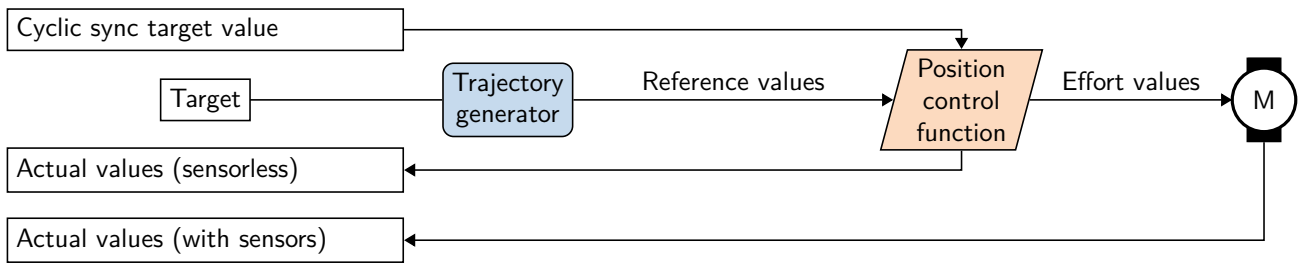 Cyclic sync target value
Target
Trajectory
generator
Reference values
Position
control
function
Effort values
M
Actual values (sensorless)
Actual values (with sensors)